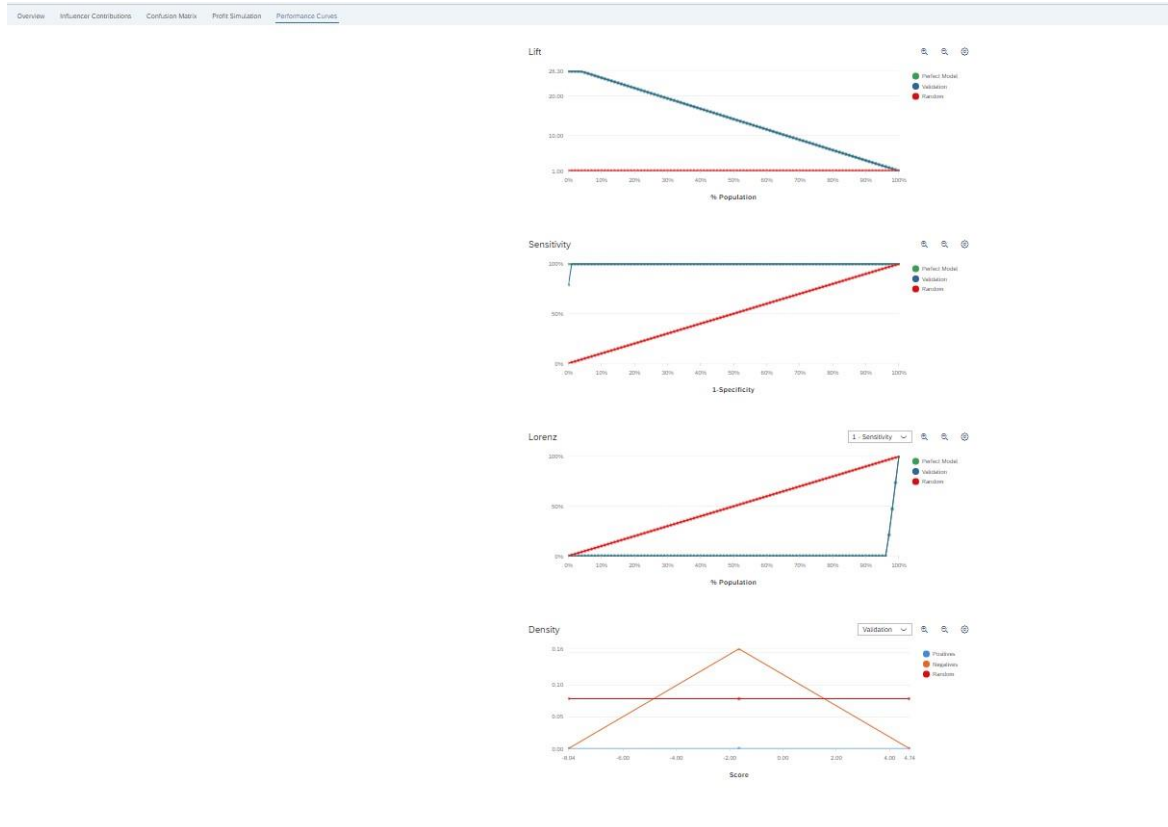 Overview Influencer Contributions Confusion Matrix Profit Simulation Performance Curves
Lift
26.30
20.00
10.00
1.00
0% 10% 20% 30% 40% 50% 60% 70% 80% 90% 100%
% Population
Perfect Model
Validation
Random
Sensitivity
100%
50%
0%
0% 10% 20% 30% 40% 50% 60% 70% 80% 90% 100%
1-Specificity
Perfect Model
Validation
Random
Lorenz
1 - Sensitivity
100%
50%
0%
0% 10% 20% 30% 40% 50% 60% 70% 80% 90% 100%
% Population
Perfect Model
Validation
Random
Density
Validation
0.16
0.10
0.05
0.00
-6.00 -4.00 -2.00 0.00 2.00 4.00 4.74
Score
Positives
Negatives
Random